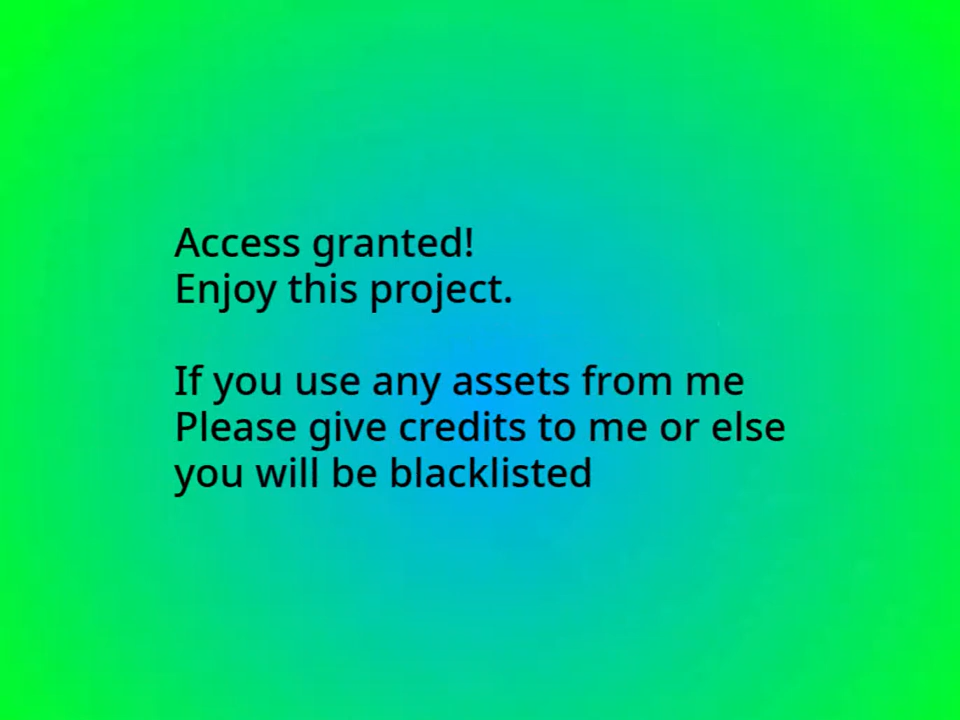 Access granted!
Enjoy this project.
If you use any assets from me
Please give credits to me or else
you will be blacklisted